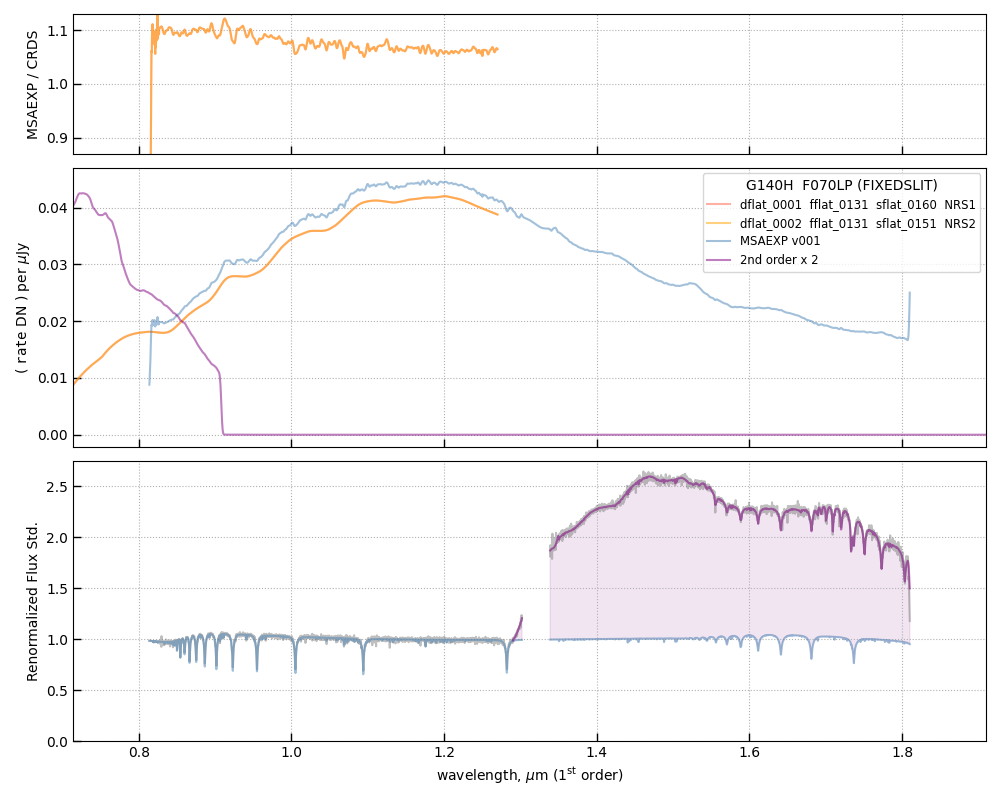 MSAEXP / CRDS
1.1
1.0
0.9
( rate DN ) per μJy
0.04
0.03
0.02
0.01
0.00
G140H F070LP (FIXEDSLIT)
dflat_0001 fflat_0131 sflat_0160 NRS1
dflat_0002 fflat_0131 sflat_0151 NRS2
MSAEXP v001
2nd order x 2
Renormalized Flux Std.
2.5
2.0
1.5
1.0
0.5
0.0
0.8 1.0 1.2 1.4 1.6 1.8
wavelength, μm (1st order)